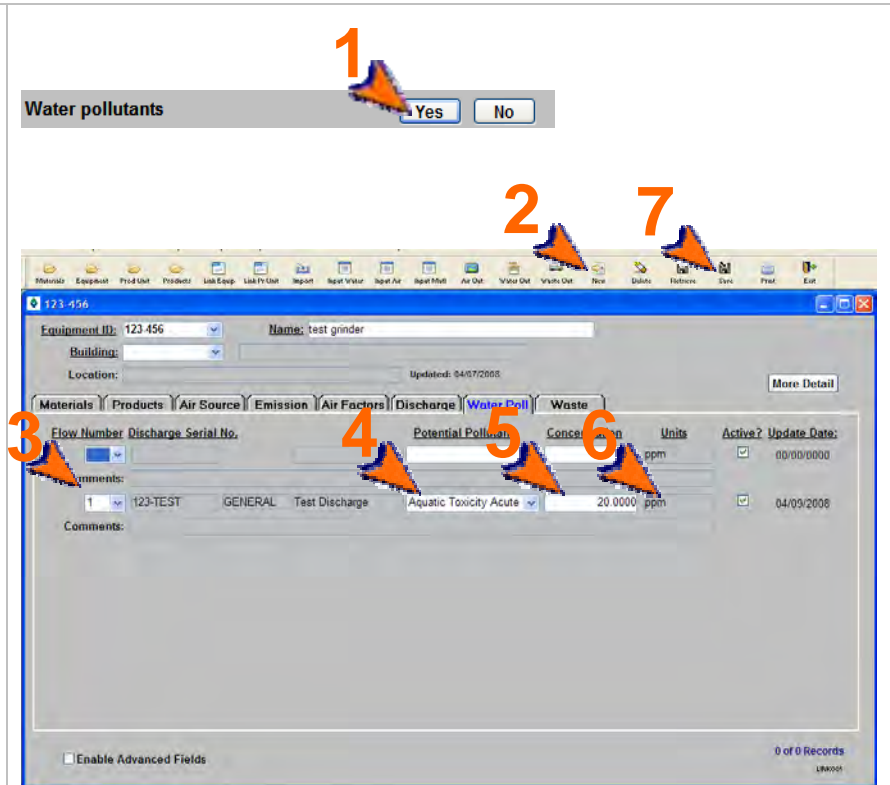 1
Water pollutants Yes No
2 7
Materials Equipment Prod Unit Products Link Equip Link Pr Unit Import Input Water Input Air Input Matl Air Out Water Out Waste Out New Delete Retrieve Save Print Exit
123-456
Equipment ID: 123-456 Name: test grinder
Building:
Location: Updated: 04/07/2008 More Detail
Materials Products Air Source Emission Air Factors Discharge Water Poll Waste
3 4 5 6
Flow Number Discharge Serial No. Potential Pollutant Concentration Units Active? Update Date:
ppm 00/00/0000
Comments:
1 123-TEST GENERAL Test Discharge Aquatic Toxicity Acute 20.0000 ppm 04/09/2008
Comments:
Enable Advanced Fields 0 of 0 Records